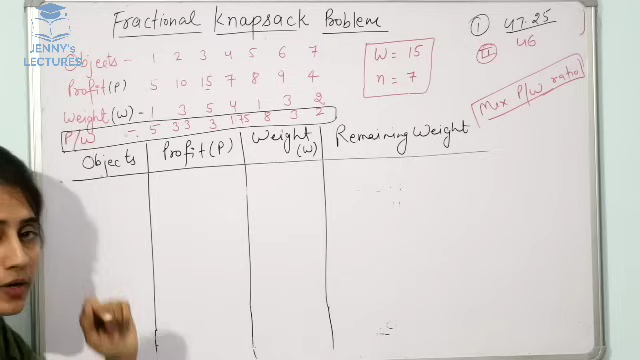 JENNY's
LECTURES
Fractional Knapsack Boblem
Objects - 1 2 3 4 5 6 7
Profit (P) 5 10 15 7 8 9 4
Weight (W) - 1 3 5 4 1 3 2
P/W - 5 3.3 3 1.75 8 3 2
W = 15
n = 7
I 47.25
II 46
Max P/W ratio
Objects Profit (P) Weight (W) Remaining Weight